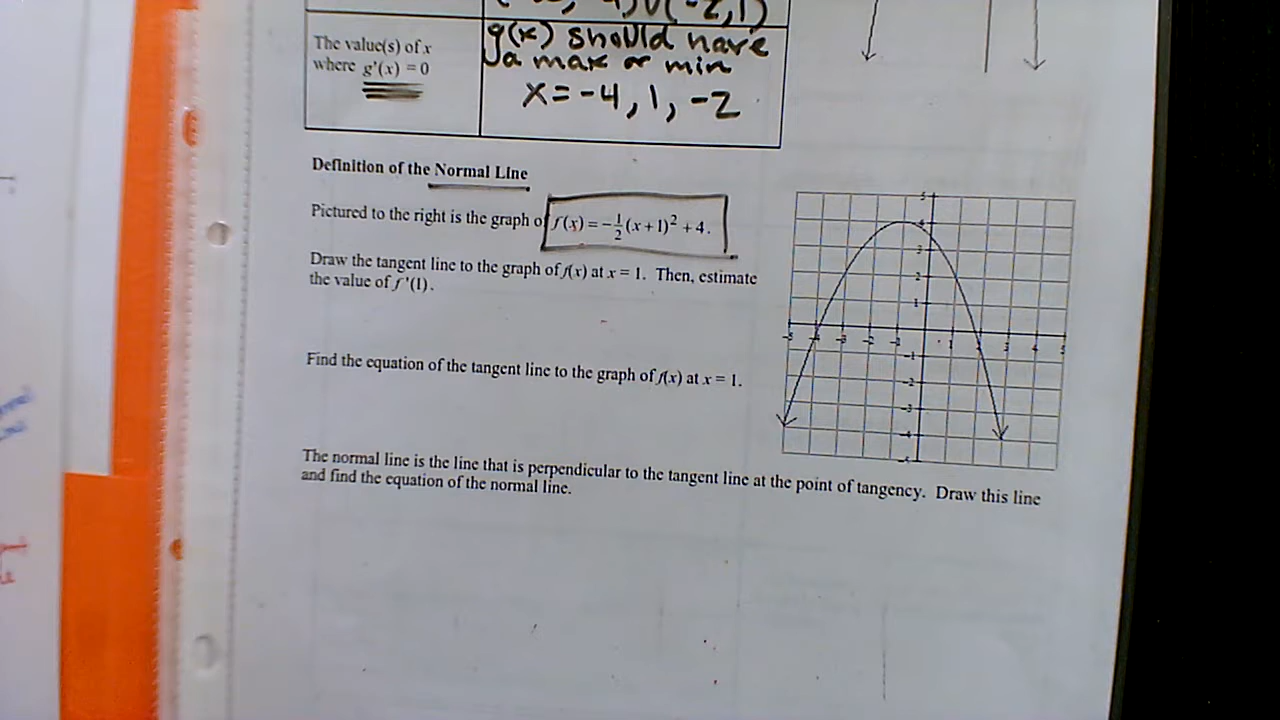 The value(s) of x
where g'(x) = 0
g(x) should have
a max or min
x = -4, 1, -2
Definition of the Normal Line
Pictured to the right is the graph of f(x) = -1/2(x+1)² + 4.
Draw the tangent line to the graph of f(x) at x = 1. Then, estimate
the value of f '(1).
Find the equation of the tangent line to the graph of f(x) at x = 1.
The normal line is the line that is perpendicular to the tangent line at the point of tangency. Draw this line
and find the equation of the normal line.